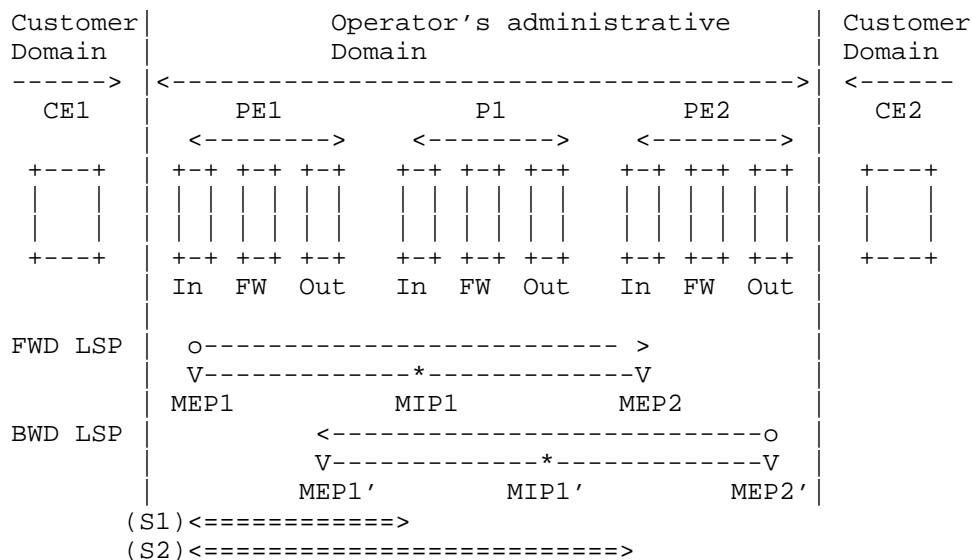 Customer|           Operator's administrative     | Customer
Domain  |           Domain                        | Domain
------> |<--------------------------------------->| <------
  CE1   |     PE1            P1           PE2     |  CE2
        |  <-------->    <-------->    <--------> |
 +---+  | +-+ +-+ +-+   +-+ +-+ +-+   +-+ +-+ +-+ | +---+
 |   |  | | | | | | |   | | | | | |   | | | | | | | |   |
 |   |  | | | | | | |   | | | | | |   | | | | | | | |   |
 +---+  | +-+ +-+ +-+   +-+ +-+ +-+   +-+ +-+ +-+ | +---+
        | In  FW  Out   In  FW  Out   In  FW  Out |
        |                                         |
FWD LSP |  o-------------------------- >          |
        |  V-------------*-------------V          |
        | MEP1          MIP1          MEP2        |
BWD LSP |          <---------------------------o  |
        |          V-------------*-------------V  |
        |         MEP1'        MIP1'         MEP2'|
       (S1)<============>
       (S2)<==========================>